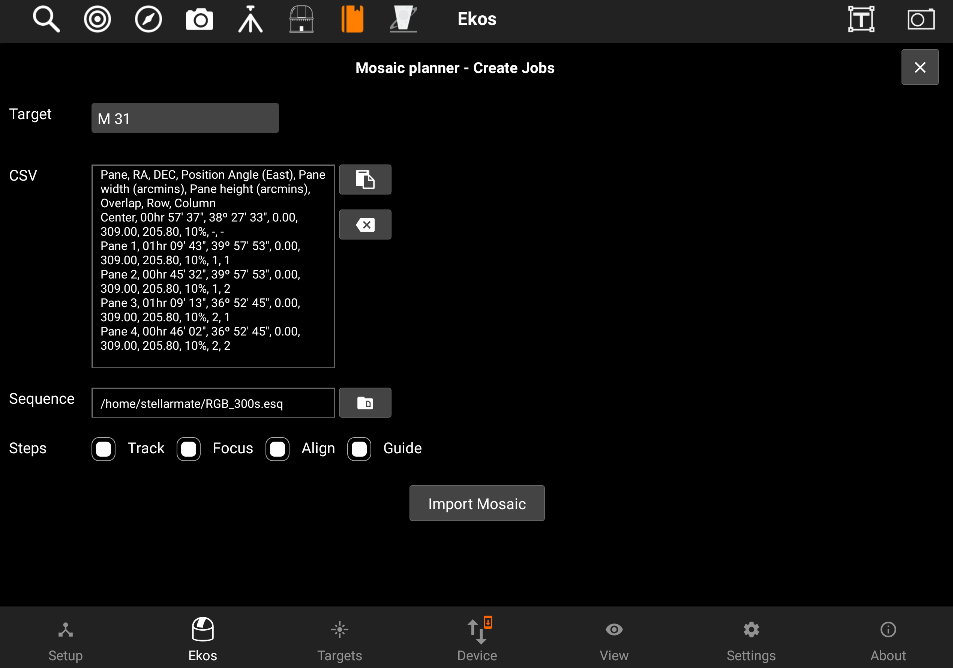 Ekos
Mosaic planner - Create Jobs
Target
M 31
CSV
Pane, RA, DEC, Position Angle (East), Pane
width (arcmins), Pane height (arcmins),
Overlap, Row, Column
Center, 00hr 57' 37", 38º 27' 33", 0.00,
309.00, 205.80, 10%, -, -
Pane 1, 01hr 09' 43", 39º 57' 53", 0.00,
309.00, 205.80, 10%, 1, 1
Pane 2, 00hr 45' 32", 39º 57' 53", 0.00,
309.00, 205.80, 10%, 1, 2
Pane 3, 01hr 09' 13", 36º 52' 45", 0.00,
309.00, 205.80, 10%, 2, 1
Pane 4, 00hr 46' 02", 36º 52' 45", 0.00,
309.00, 205.80, 10%, 2, 2
Sequence
/home/stellarmate/RGB_300s.esq
Steps
Track
Focus
Align
Guide
Import Mosaic
Setup
Ekos
Targets
Device
View
Settings
About